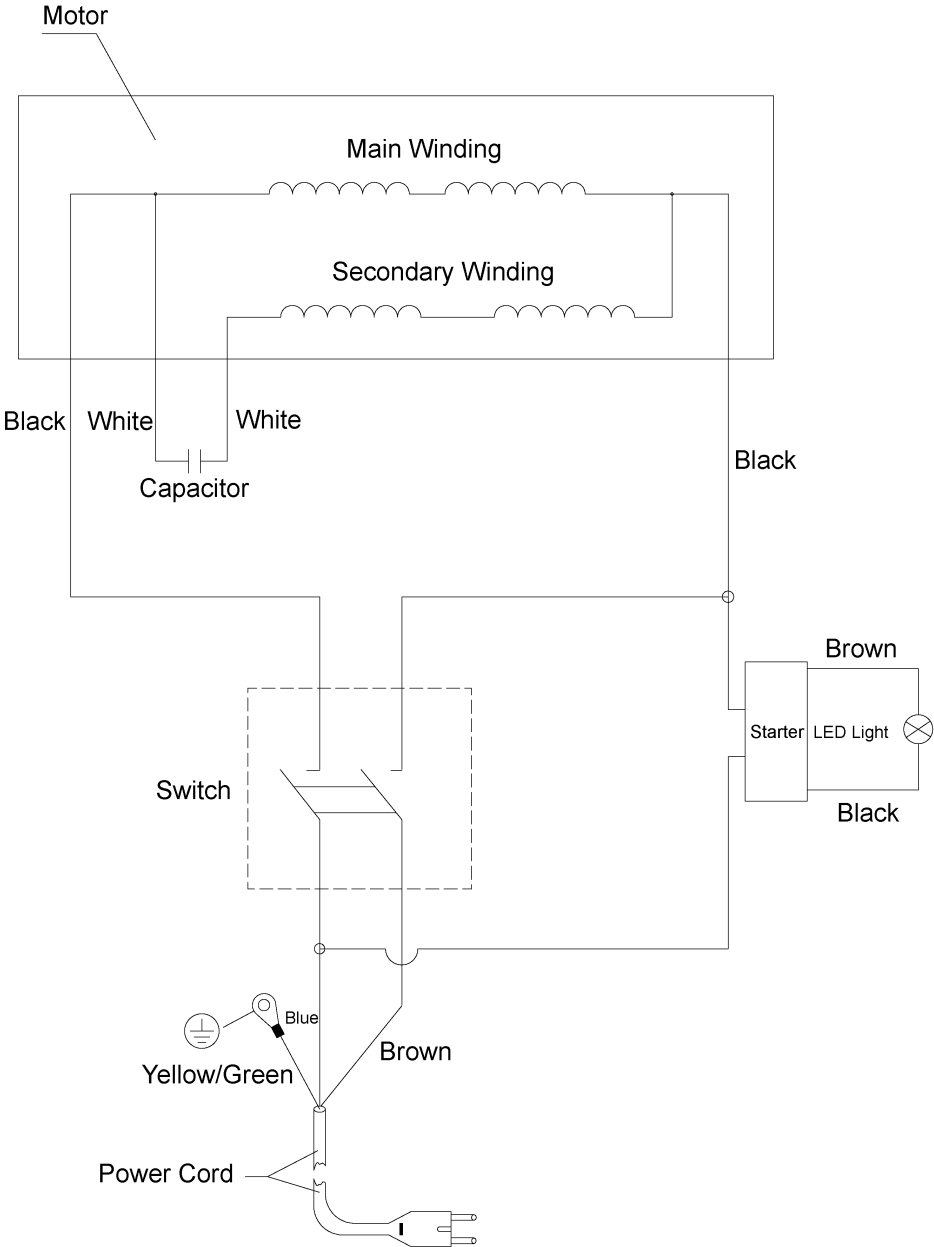 Motor
Main Winding
Secondary Winding
Black
White
White
Capacitor
Black
Brown
Starter
LED Light
Black
Switch
Blue
Brown
Yellow/Green
Power Cord